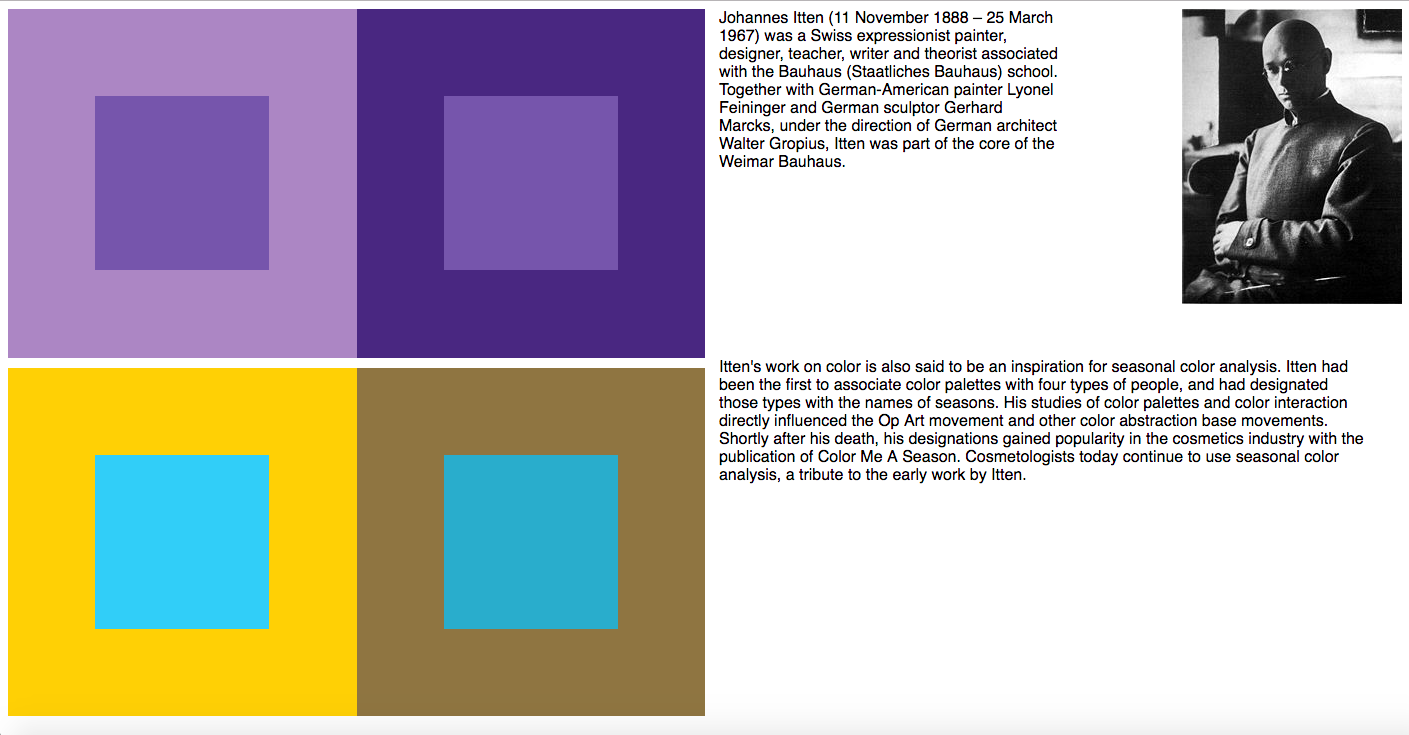 Johannes Itten (11 November 1888 – 25 March
1967) was a Swiss expressionist painter,
designer, teacher, writer and theorist associated
with the Bauhaus (Staatliches Bauhaus) school.
Together with German-American painter Lyonel
Feininger and German sculptor Gerhard
Marcks, under the direction of German architect
Walter Gropius, Itten was part of the core of the
Weimar Bauhaus.
Itten's work on color is also said to be an inspiration for seasonal color analysis. Itten had
been the first to associate color palettes with four types of people, and had designated
those types with the names of seasons. His studies of color palettes and color interaction
directly influenced the Op Art movement and other color abstraction base movements.
Shortly after his death, his designations gained popularity in the cosmetics industry with the
publication of Color Me A Season. Cosmetologists today continue to use seasonal color
analysis, a tribute to the early work by Itten.